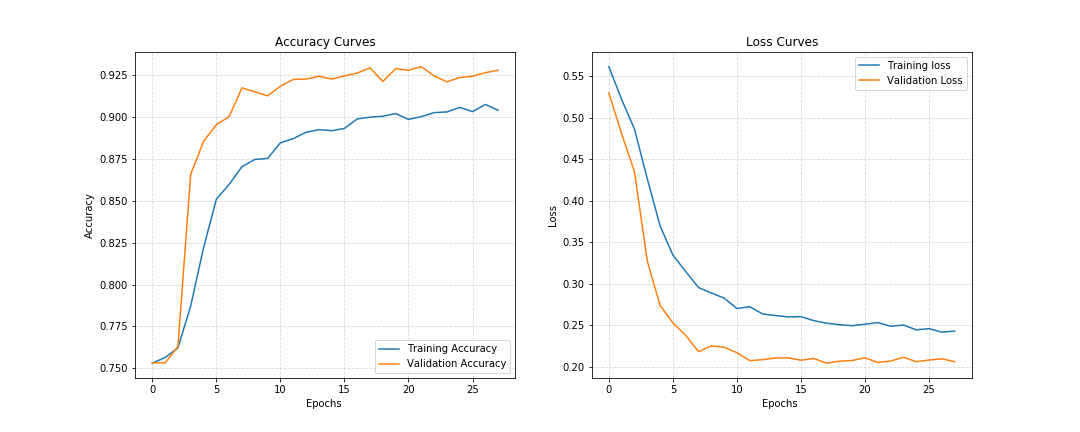 Accuracy Curves
Accuracy
0.925
0.900
0.875
0.850
0.825
0.800
0.775
0.750
Training Accuracy
Validation Accuracy
0 5 10 15 20 25
Epochs
Loss Curves
Loss
Training loss
Validation Loss
0.55
0.50
0.45
0.40
0.35
0.30
0.25
0.20
0 5 10 15 20 25
Epochs